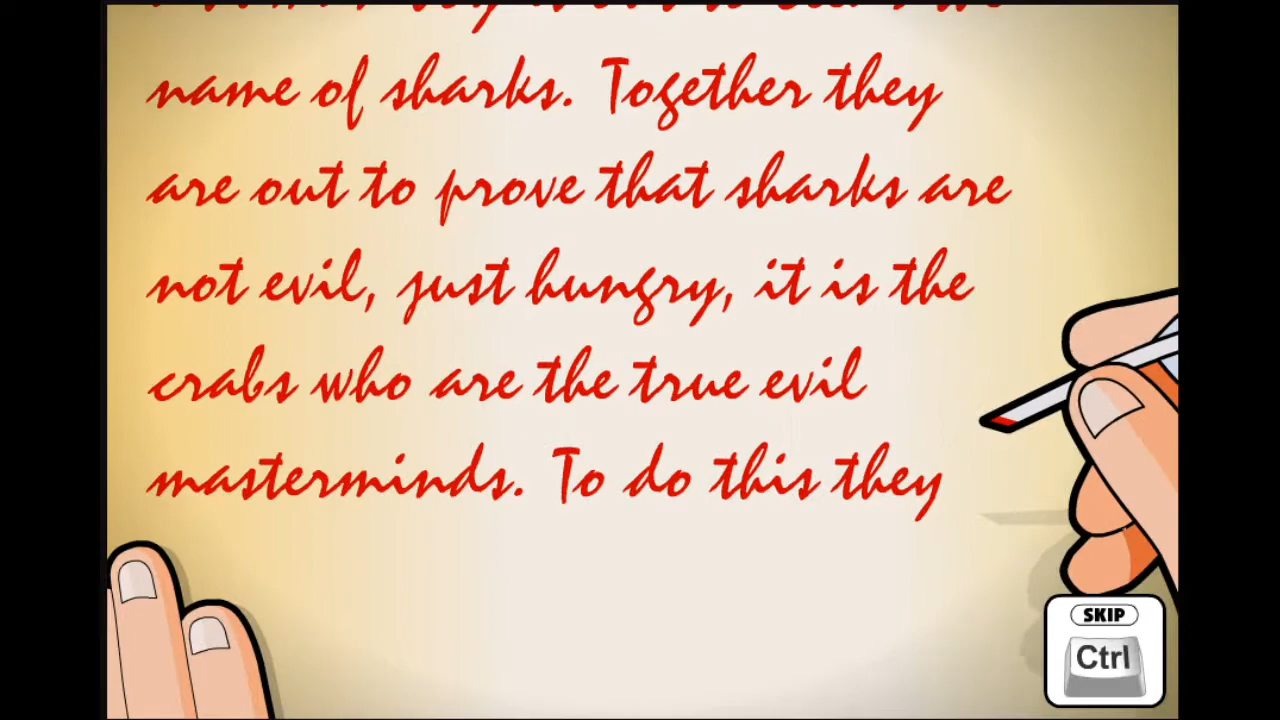 name of sharks. Together they
are out to prove that sharks are
not evil, just hungry, it is the
crabs who are the true evil
masterminds. To do this they
SKIP
Ctrl